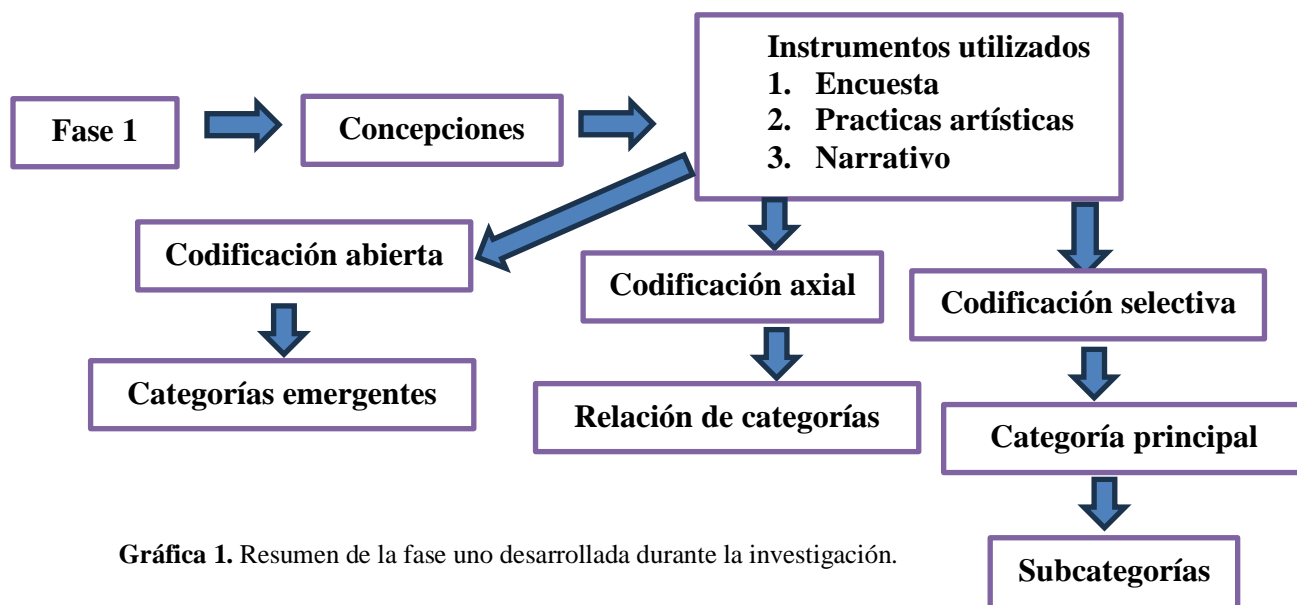 Fase 1
Concepciones
Instrumentos utilizados
1. Encuesta
2. Practicas artísticas
3. Narrativo
Codificación abierta
Codificación axial
Codificación selectiva
Categorías emergentes
Relación de categorías
Categoría principal
Subcategorías
Gráfica 1. Resumen de la fase uno desarrollada durante la investigación.